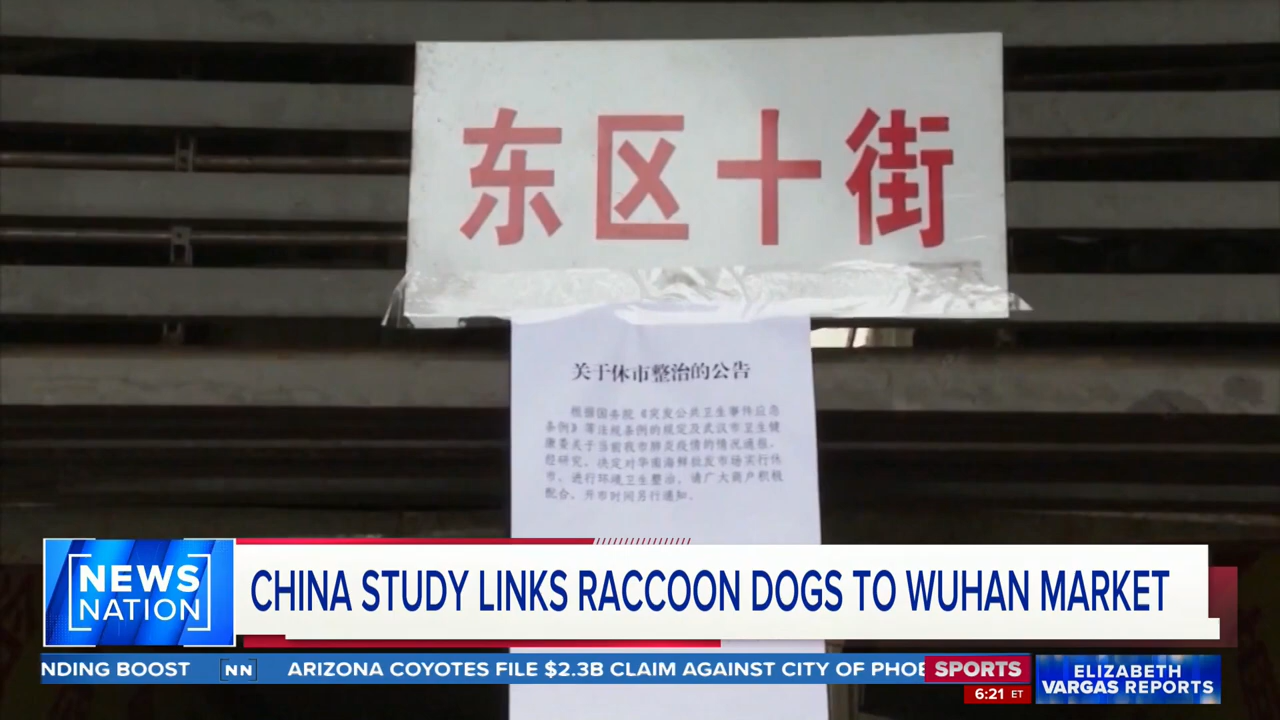 东区十街
关于休市整治的公告
根据国务院《突发公共卫生事件应急
条例》等法规条例的规定及武汉市卫生健
康委关于当前我市肺炎疫情的情况通报，
经研究，决定对华南海鲜批发市场实行休
市，进行环境卫生整治，请广大商户积极
配合，开市时间另行通知。
NEWS
NATION
CHINA STUDY LINKS RACCOON DOGS TO WUHAN MARKET
NDING BOOST NN ARIZONA COYOTES FILE $2.3B CLAIM AGAINST CITY OF PHOE
SPORTS
6:21 ET
ELIZABETH
VARGAS REPORTS